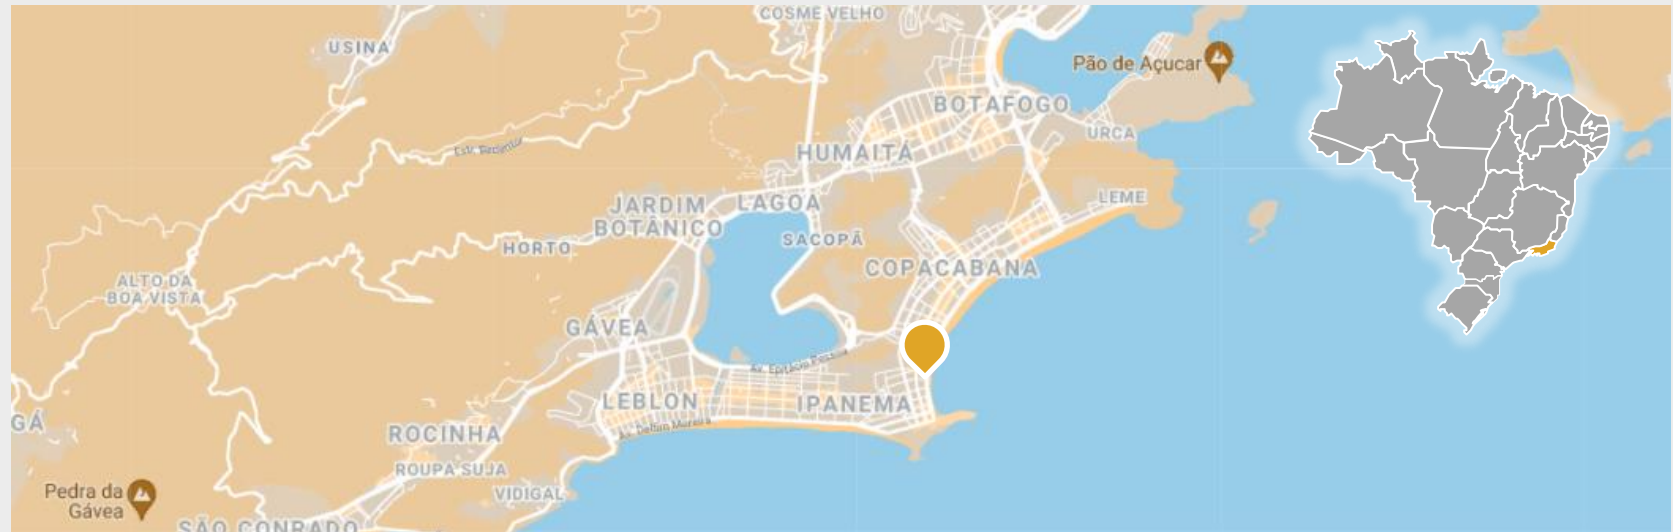 COSME VELHO
USINA
Pão de Açucar
BOTAFOGO
URCA
Estr. Redentor
HUMAITÁ
LEME
JARDIM
BOTÂNICO
LAGOA
SACOPÃ
HORTO
COPACABANA
ALTO DA
BOA VISTA
GÁVEA
Av. Epitácio Pessoa
LEBLON
IPANEMA
GÁ
Av. Delfim Moreira
ROCINHA
ROUPA SUJA
Pedra da
Gávea
VIDIGAL
SÃO CONRADO